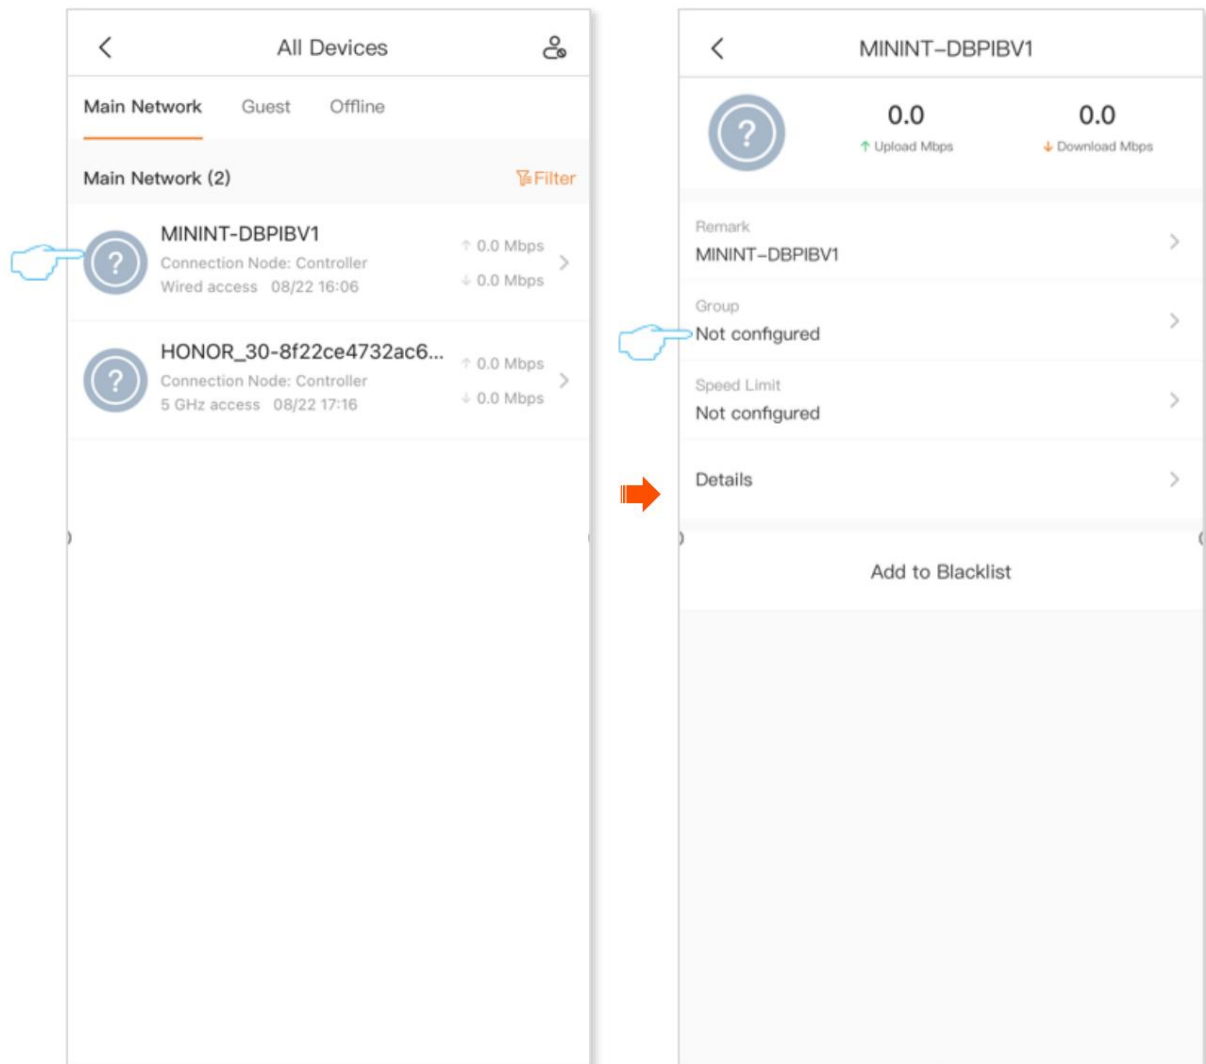 All Devices
Main Network Guest Offline
Main Network (2) Filter
MININT-DBPIBV1
↑ 0.0 Mbps
Connection Node: Controller
Wired access 08/22 16:06
↓ 0.0 Mbps
HONOR_30-8f22ce4732ac6...
↑ 0.0 Mbps
Connection Node: Controller
5 GHz access 08/22 17:16
↓ 0.0 Mbps
MININT-DBPIBV1
0.0 0.0
↑ Upload Mbps ↓ Download Mbps
Remark
MININT-DBPIBV1
Group
Not configured
Speed Limit
Not configured
Details
Add to Blacklist